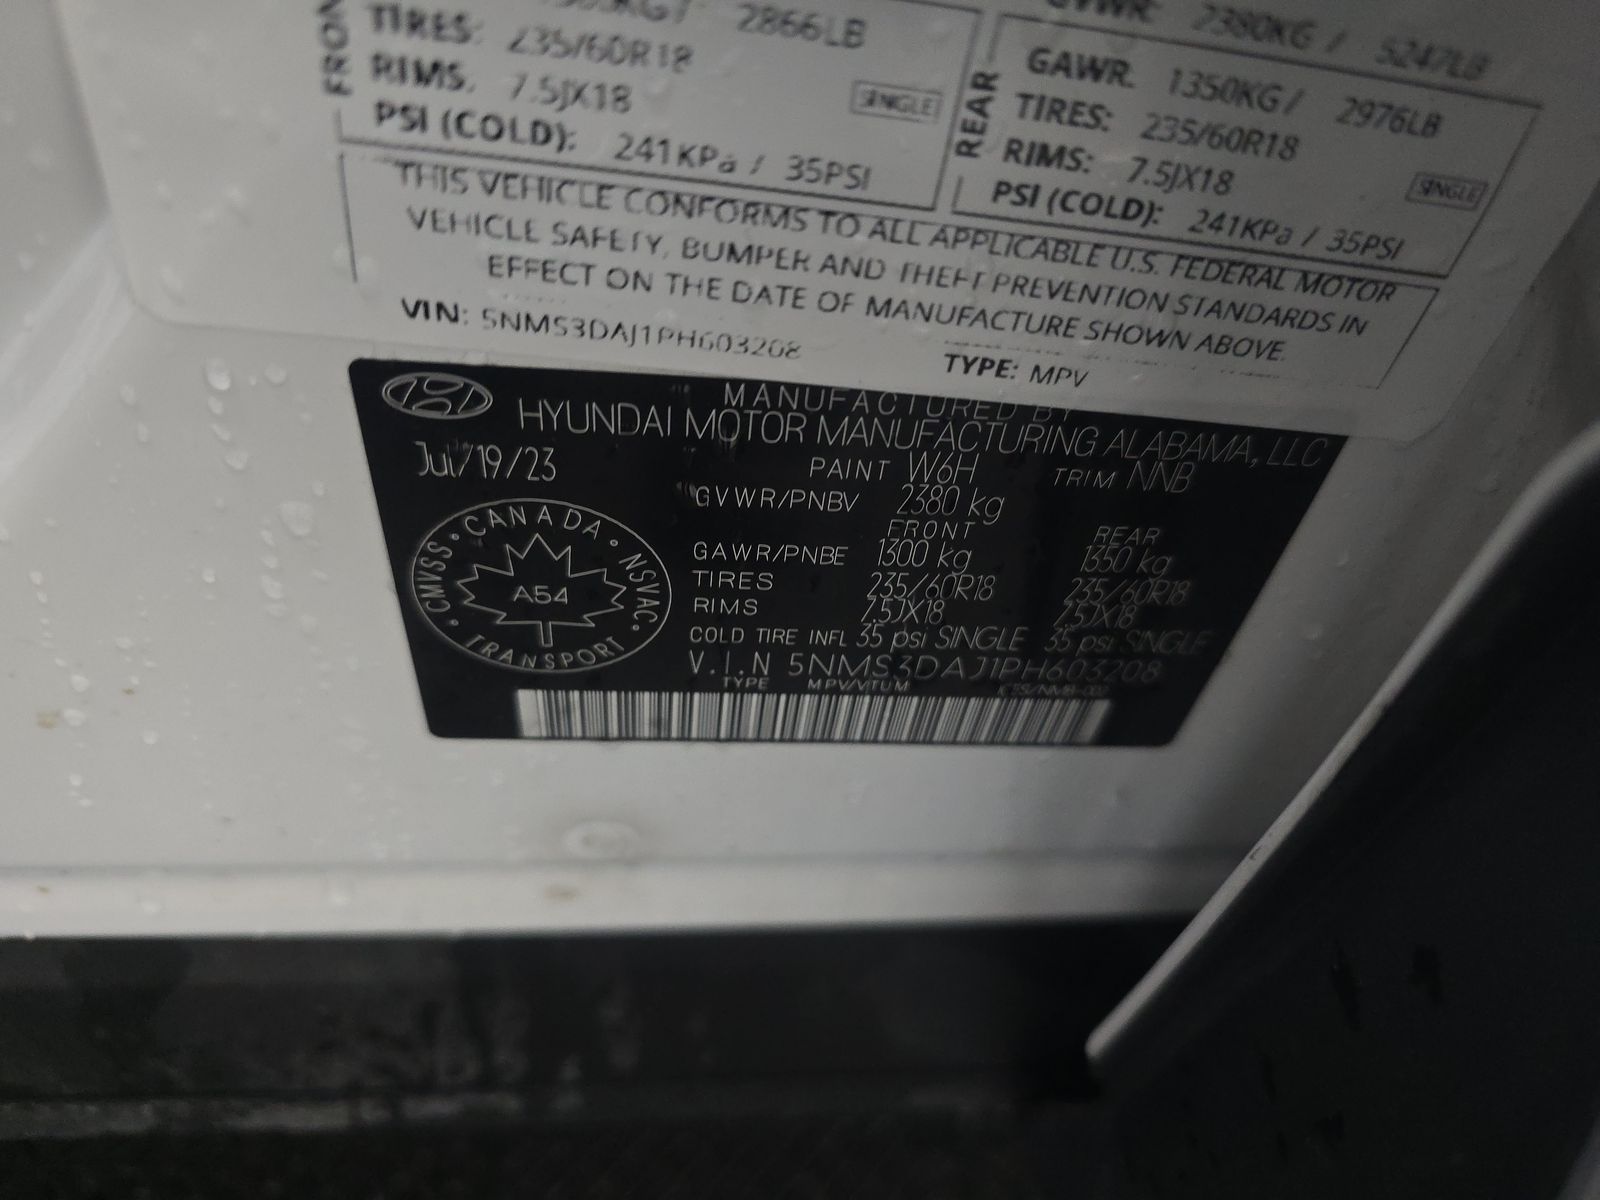 FRON
2866LB
TIRES: 235/60R18
RIMS. 7.5JX18
SINGLE
PSI (COLD): 241KPa / 35PSI
GVWR: 2380KG / 5247LB
REAR
GAWR. 1350KG / 2976LB
TIRES: 235/60R18
RIMS: 7.5JX18
SINGLE
PSI (COLD): 241KPa / 35PSI
THIS VEHICLE CONFORMS TO ALL APPLICABLE U.S. FEDERAL MOTOR
VEHICLE SAFETY, BUMPER AND THEFT PREVENTION STANDARDS IN
EFFECT ON THE DATE OF MANUFACTURE SHOWN ABOVE.
VIN: 5NMS3DAJ1PH603208
TYPE: MPV
MANUFACTURED BY
HYUNDAI MOTOR MANUFACTURING ALABAMA, LLC
Jul/19/23
PAINT W6H TRIM NNB
GVWR/PNBV 2380 kg
FRONT REAR
GAWR/PNBE 1300 kg 1350 kg
TIRES 235/60R18 235/60R18
RIMS 7.5JX18 7.5JX18
COLD TIRE INFL 35 psi SINGLE 35 psi SINGLE
V.I.N 5NMS3DAJ1PH603208
TYPE MPV/VTUM
CANADA • NSVAC • TRANSPORT • CMVSS •
A54